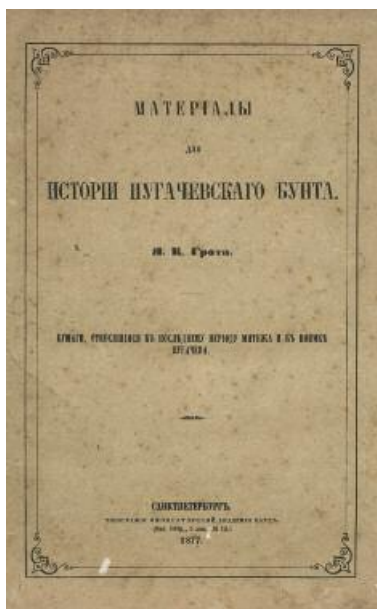 МАТЕРІАЛЫ
для
ИСТОРІИ ПУГАЧЕВСКАГО БУНТА.
Я. К. Грота.
БУМАГИ, ОТНОСЯЩІЯСЯ КЪ ПОСЛѢДНЕМУ ПЕРІОДУ МЯТЕЖА И КЪ ПОИМКѢ
ПУГАЧЕВА.
САНКТПЕТЕРБУРГЪ.
ТИПОГРАФІЯ ИМПЕРАТОРСКОЙ АКАДЕМІИ НАУКЪ.
1877.